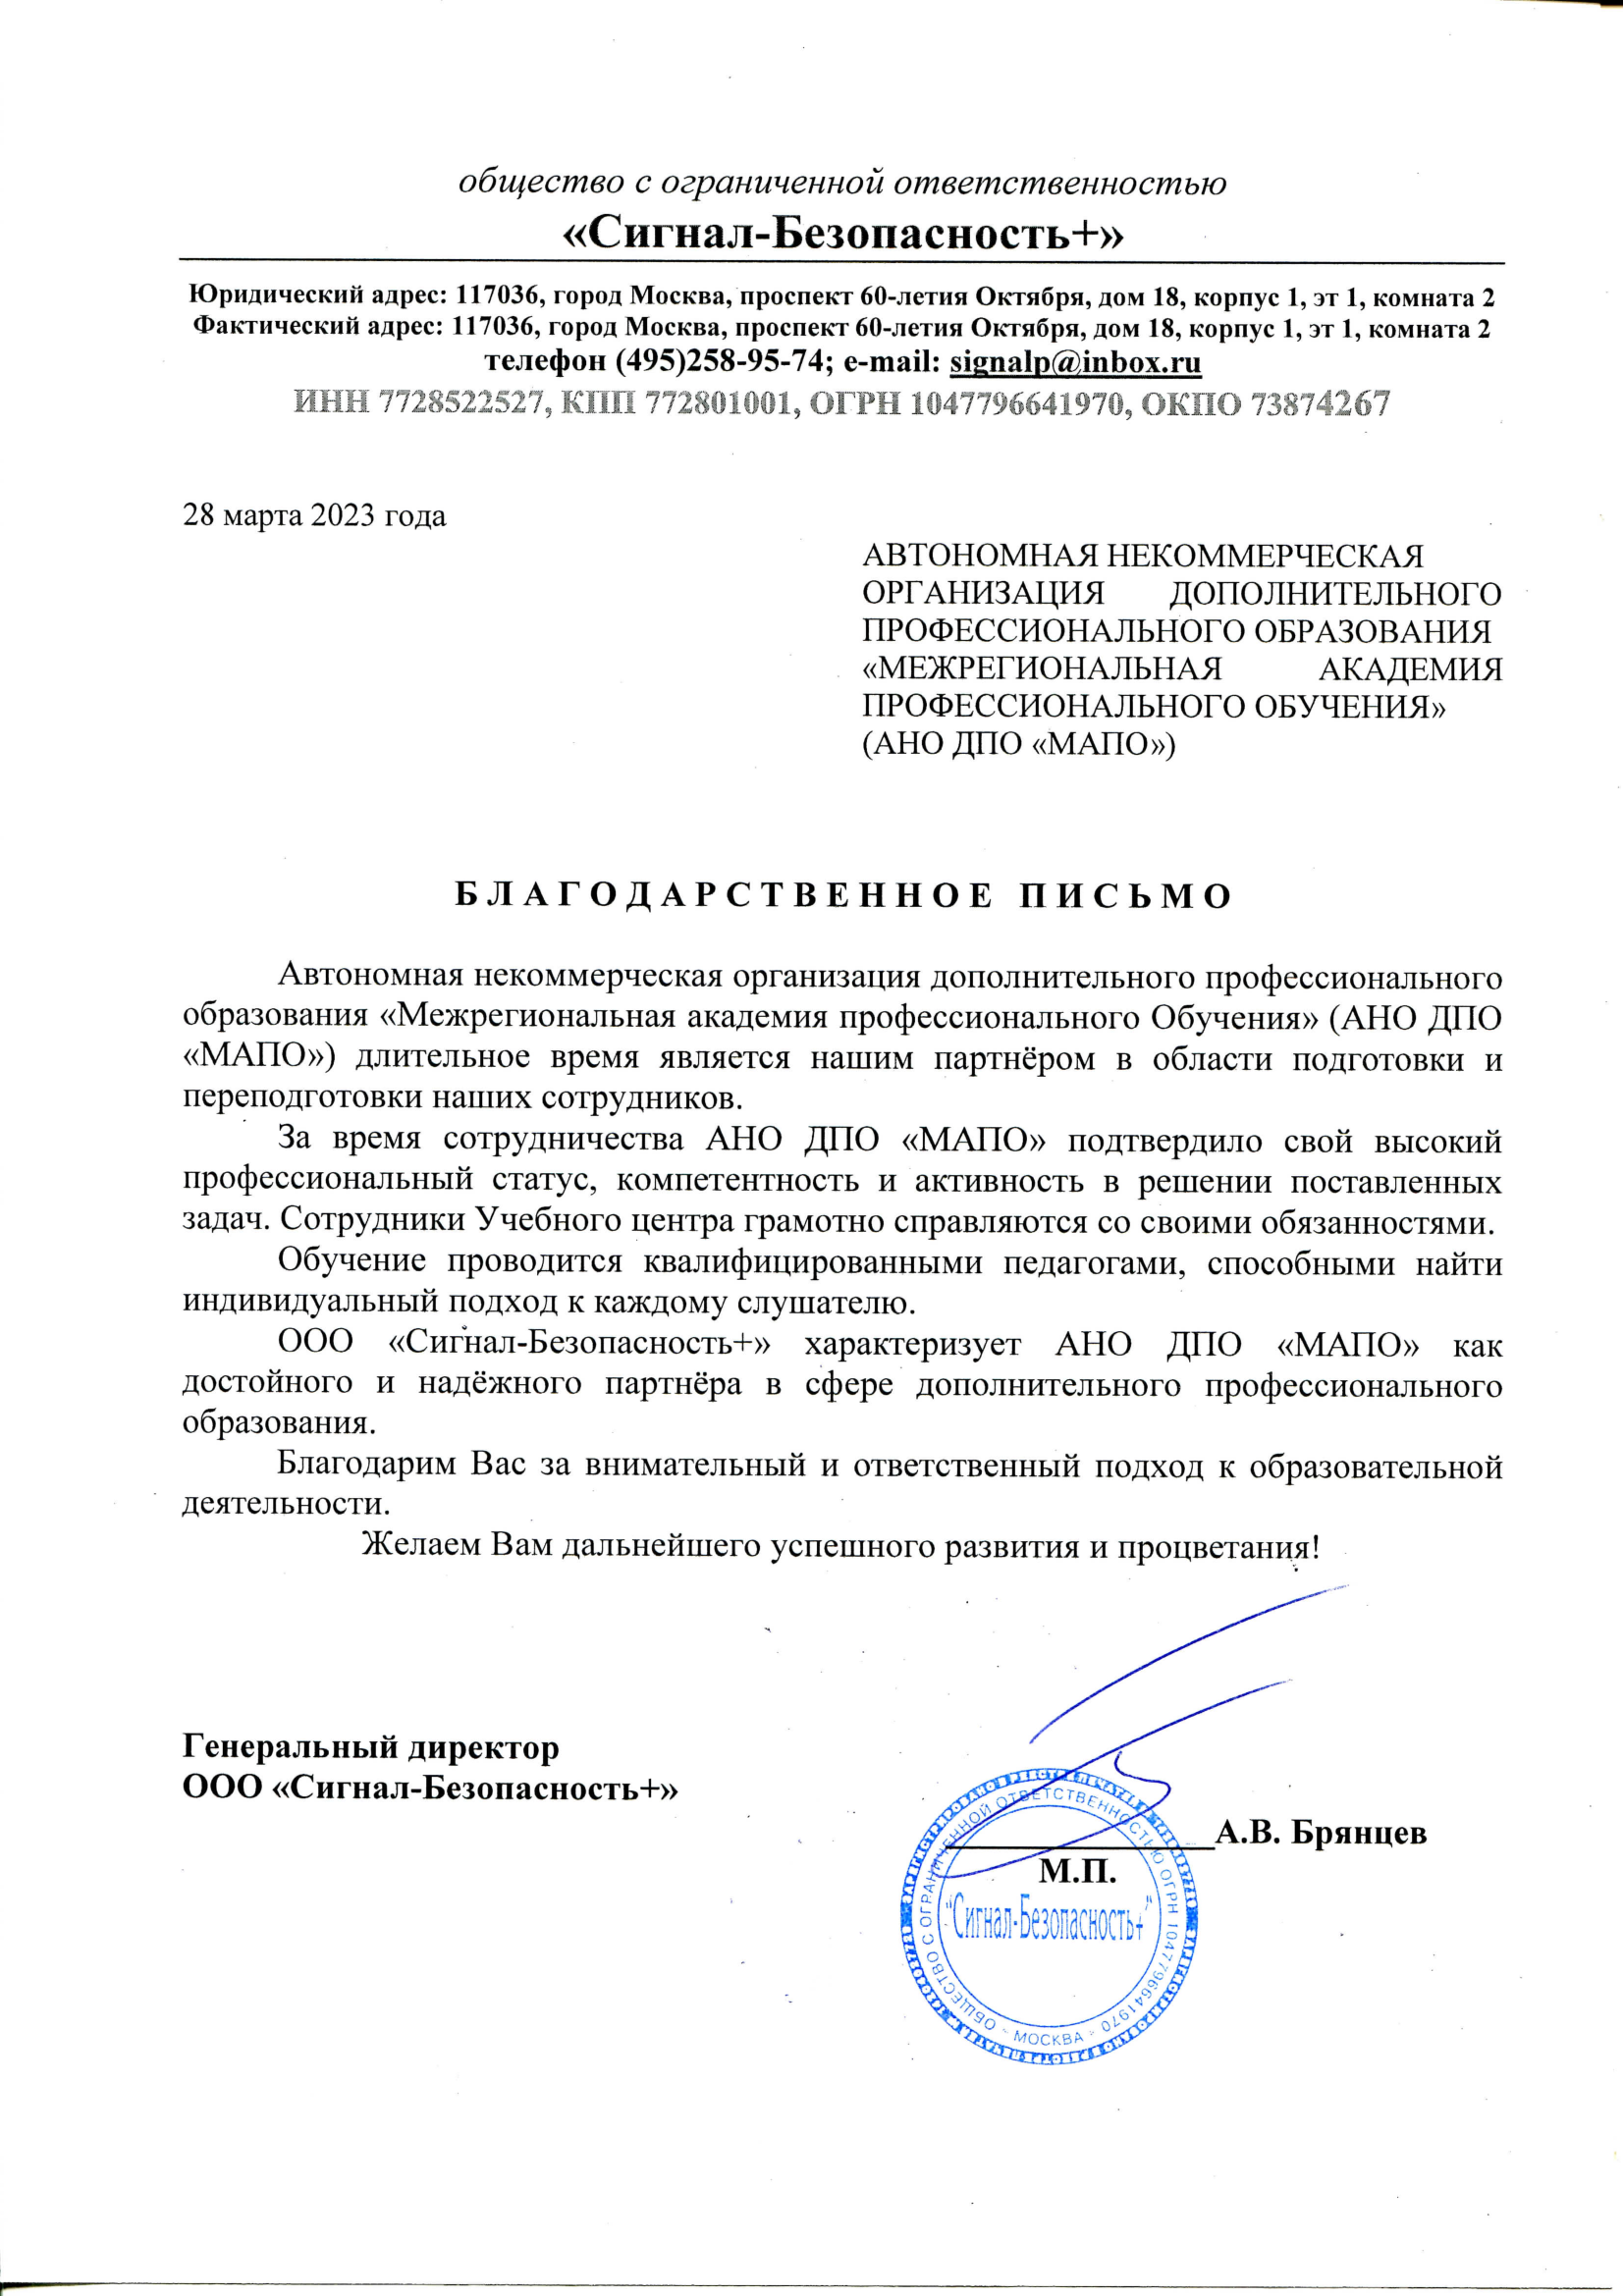 общество с ограниченной ответственностью
«Сигнал-Безопасность+»
Юридический адрес: 117036, город Москва, проспект 60-летия Октября, дом 18, корпус 1, эт 1, комната 2
Фактический адрес: 117036, город Москва, проспект 60-летия Октября, дом 18, корпус 1, эт 1, комната 2
телефон (495)258-95-74; e-mail: signalp@inbox.ru
ИНН 7728522527, КПП 772801001, ОГРН 1047796641970, ОКПО 73874267
28 марта 2023 года
АВТОНОМНАЯ НЕКОММЕРЧЕСКАЯ
ОРГАНИЗАЦИЯ ДОПОЛНИТЕЛЬНОГО
ПРОФЕССИОНАЛЬНОГО ОБРАЗОВАНИЯ
«МЕЖРЕГИОНАЛЬНАЯ АКАДЕМИЯ
ПРОФЕССИОНАЛЬНОГО ОБУЧЕНИЯ»
(АНО ДПО «МАПО»)
БЛАГОДАРСТВЕННОЕ ПИСЬМО
Автономная некоммерческая организация дополнительного профессионального
образования «Межрегиональная академия профессионального Обучения» (АНО ДПО
«МАПО») длительное время является нашим партнёром в области подготовки и
переподготовки наших сотрудников.
За время сотрудничества АНО ДПО «МАПО» подтвердило свой высокий
профессиональный статус, компетентность и активность в решении поставленных
задач. Сотрудники Учебного центра грамотно справляются со своими обязанностями.
Обучение проводится квалифицированными педагогами, способными найти
индивидуальный подход к каждому слушателю.
ООО «Сигнал-Безопасность+» характеризует АНО ДПО «МАПО» как
достойного и надёжного партнёра в сфере дополнительного профессионального
образования.
Благодарим Вас за внимательный и ответственный подход к образовательной
деятельности.
Желаем Вам дальнейшего успешного развития и процветания!
Генеральный директор
ООО «Сигнал-Безопасность+»
А.В. Брянцев
М.П.
"Сигнал-Безопасность+"
ОБЩЕСТВО С ОГРАНИЧЕННОЙ ОТВЕТСТВЕННОСТЬЮ ОГРН 1047796641970
МОСКВА